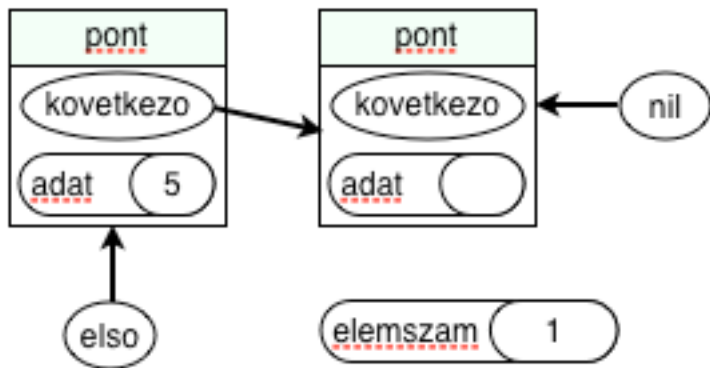 pont
kovetkezo
adat 5
elso
pont
kovetkezo
adat
nil
elemszam 1